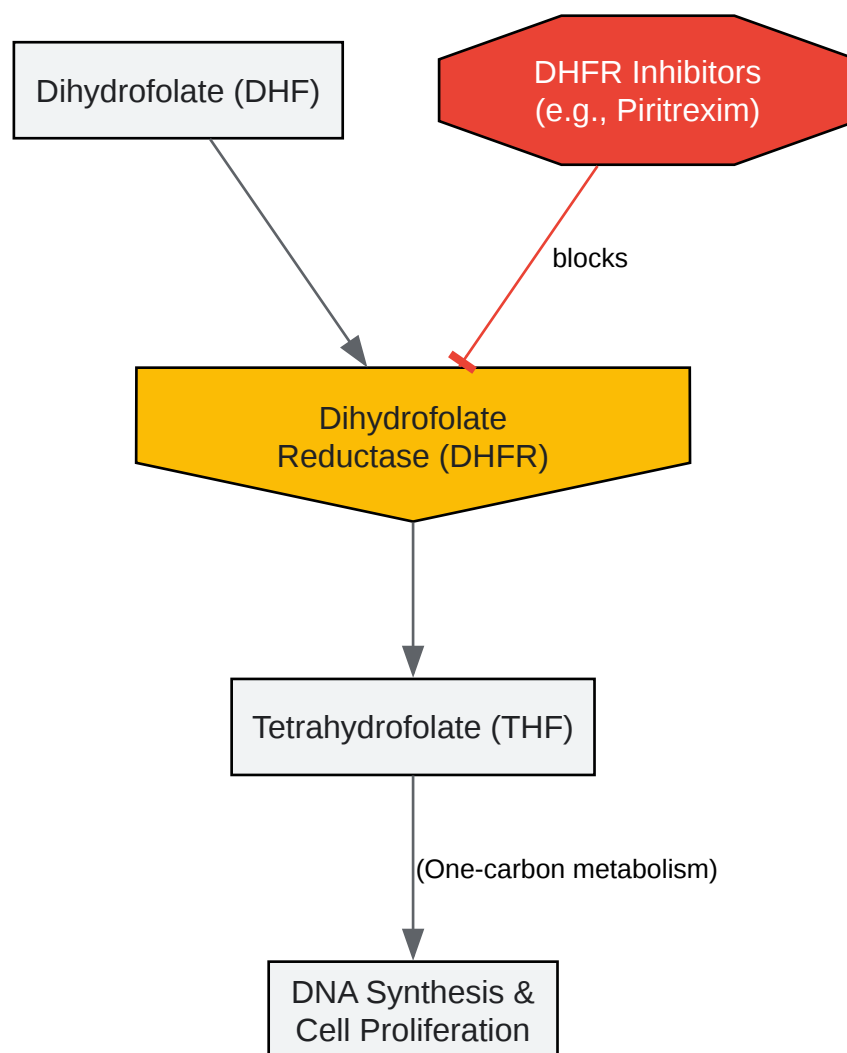 Dihydrofolate (DHF)
DHFR Inhibitors
(e.g., Piritrexim)
blocks
Dihydrofolate
Reductase (DHFR)
Tetrahydrofolate (THF)
(One-carbon metabolism)
DNA Synthesis &
Cell Proliferation